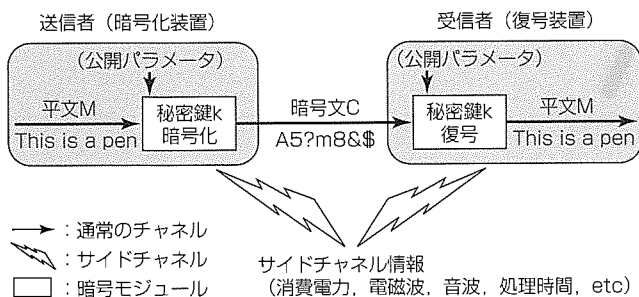 送信者（暗号化装置）
受信者（復号装置）
（公開パラメータ）
（公開パラメータ）
平文M
This is a pen
秘密鍵k
暗号化
暗号文C
A5?m8&$
秘密鍵k
復号
平文M
This is a pen
：通常のチャネル
：サイドチャネル
：暗号モジュール
サイドチャネル情報
（消費電力，電磁波，音波，処理時間，etc）